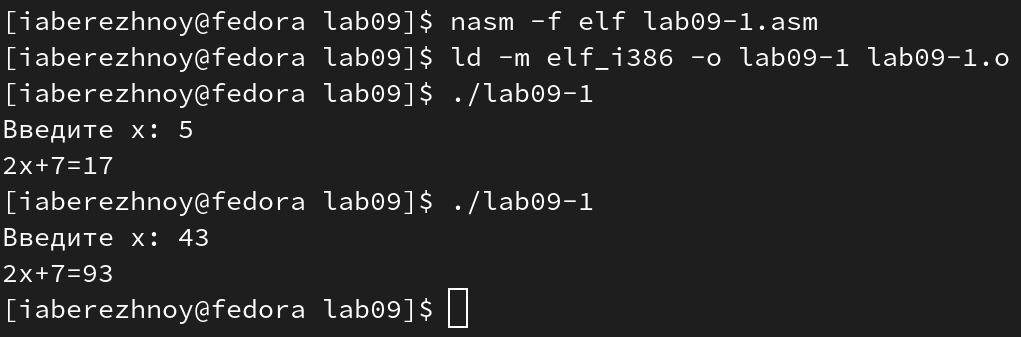 [iaberezhnoy@fedora lab09]$ nasm -f elf lab09-1.asm
[iaberezhnoy@fedora lab09]$ ld -m elf_i386 -o lab09-1 lab09-1.o
[iaberezhnoy@fedora lab09]$ ./lab09-1
Введите x: 5
2x+7=17
[iaberezhnoy@fedora lab09]$ ./lab09-1
Введите x: 43
2x+7=93
[iaberezhnoy@fedora lab09]$